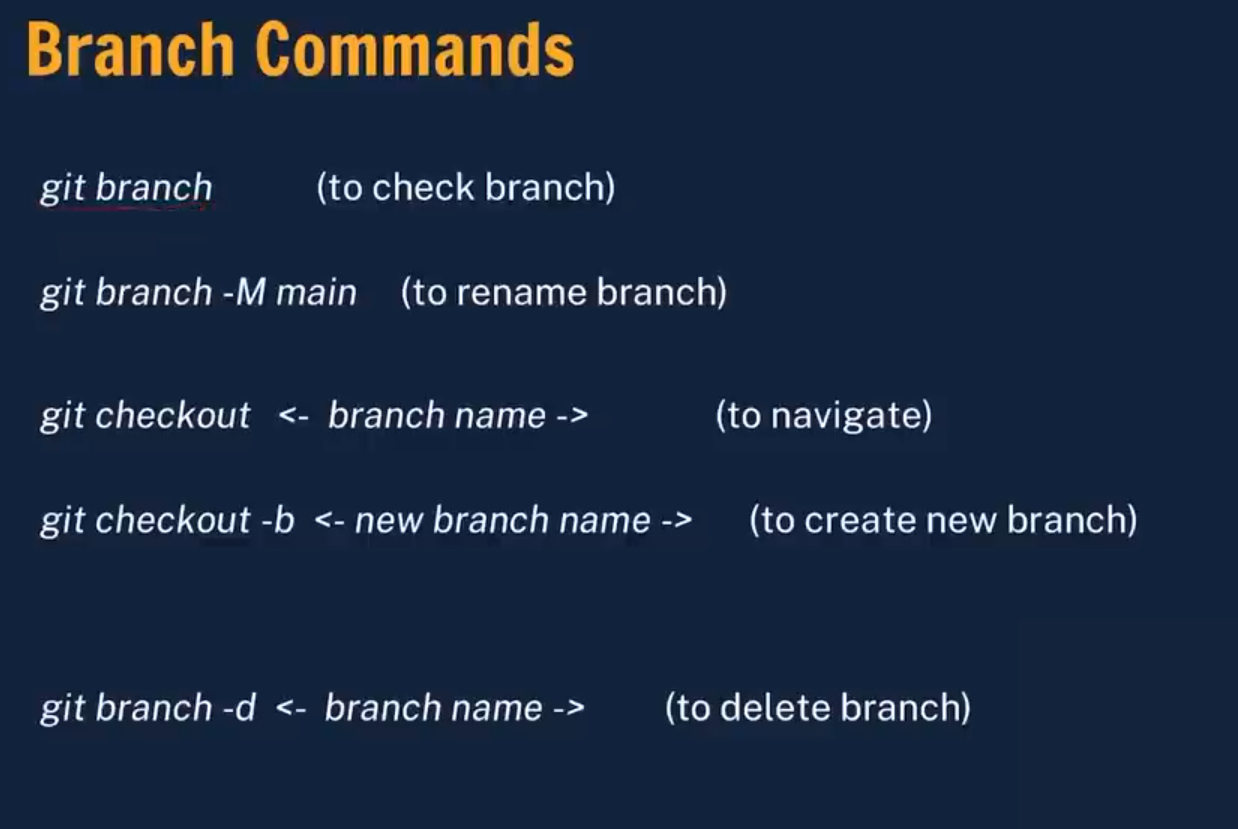 Branch Commands
git branch (to check branch)
git branch -M main (to rename branch)
git checkout <- branch name -> (to navigate)
git checkout -b <- new branch name -> (to create new branch)
git branch -d <- branch name -> (to delete branch)